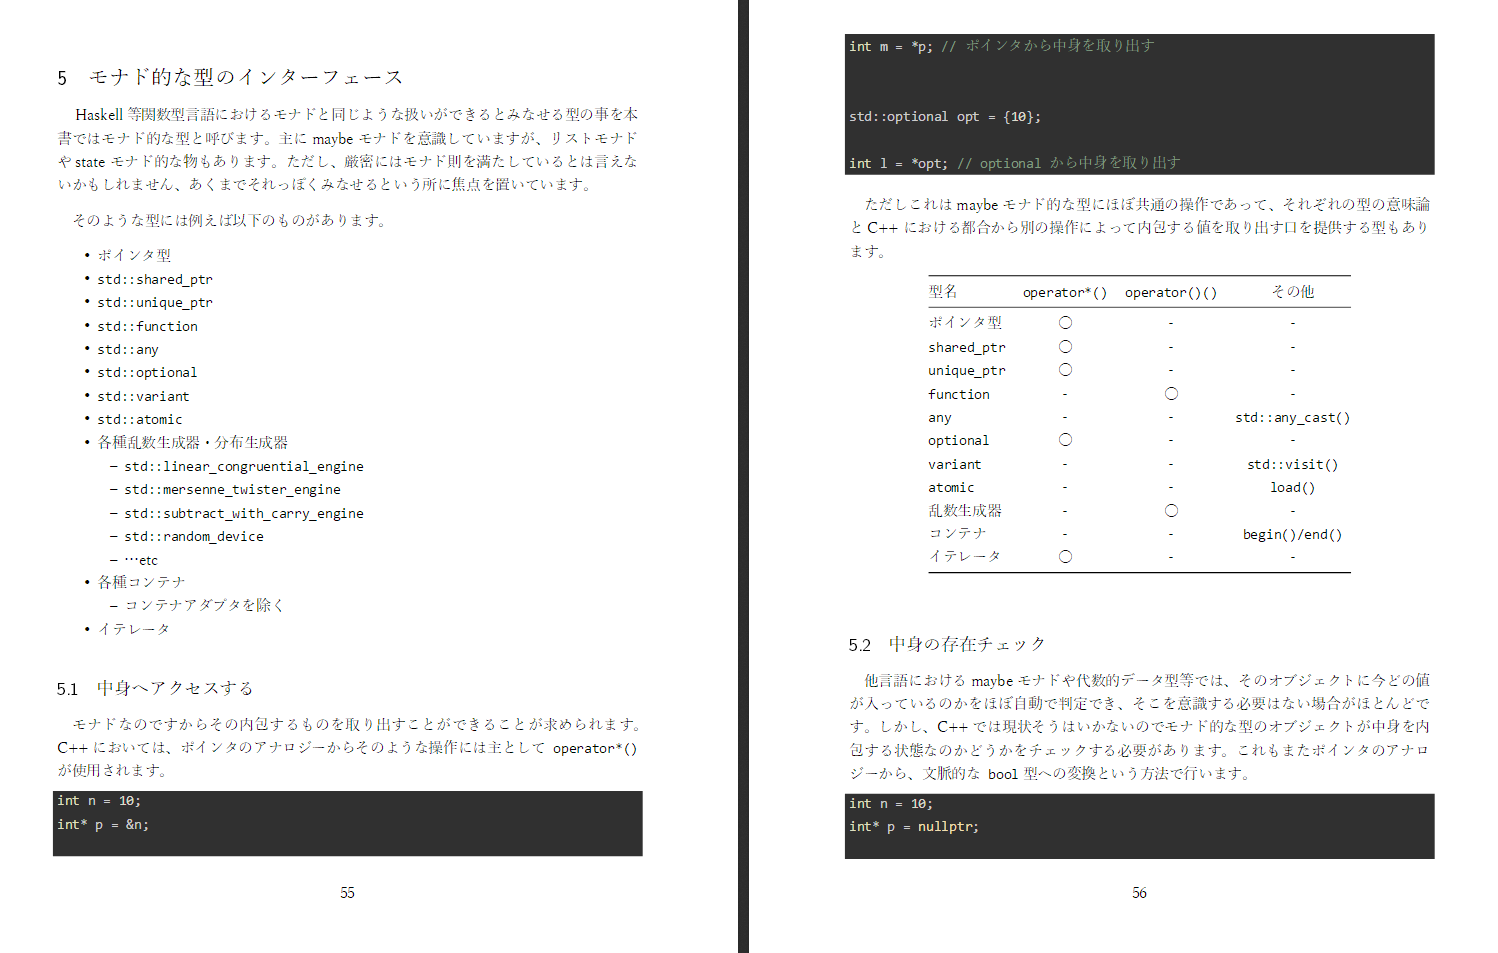 5 モナド的な型のインターフェース
Haskell 等関数型言語におけるモナドと同じような扱いができるとみなせる型の事を本
書ではモナド的な型と呼びます。主に maybe モナドを意識していますが、リストモナド
や state モナド的な物もあります。ただし、厳密にはモナド則を満たしているとは言えな
いかもしれません、あくまでそれっぽくみなせるという所に焦点を置いています。
そのような型には例えば以下のものがあります。
• ポインタ型
• std::shared_ptr
• std::unique_ptr
• std::function
• std::any
• std::optional
• std::variant
• std::atomic
• 各種乱数生成器・分布生成器
– std::linear_congruential_engine
– std::mersenne_twister_engine
– std::subtract_with_carry_engine
– std::random_device
– …etc
• 各種コンテナ
– コンテナアダプタを除く
• イテレータ
5.1 中身へアクセスする
モナドなのですからその内包するものを取り出すことができることが求められます。
C++ においては、ポインタのアナロジーからそのような操作には主として operator*()
が使用されます。
int n = 10;
int* p = &n;
55
int m = *p; // ポインタから中身を取り出す
std::optional opt = {10};
int l = *opt; // optional から中身を取り出す
ただしこれは maybe モナド的な型にほぼ共通の操作であって、それぞれの型の意味論
と C++ における都合から別の操作によって内包する値を取り出す口を提供する型もあり
ます。
型名 operator*() operator()() その他
ポインタ型 ◯ - -
shared_ptr ◯ - -
unique_ptr ◯ - -
function - ◯ -
any - - std::any_cast()
optional ◯ - -
variant - - std::visit()
atomic - - load()
乱数生成器 - ◯ -
コンテナ - - begin()/end()
イテレータ ◯ - -
5.2 中身の存在チェック
他言語における maybe モナドや代数的データ型等では、そのオブジェクトに今どの値
が入っているのかをほぼ自動で判定でき、そこを意識する必要はない場合がほとんどで
す。しかし、C++ では現状そうはいかないのでモナド的な型のオブジェクトが中身を内
包する状態なのかどうかをチェックする必要があります。これもまたポインタのアナロ
ジーから、文脈的な bool 型への変換という方法で行います。
int n = 10;
int* p = nullptr;
56